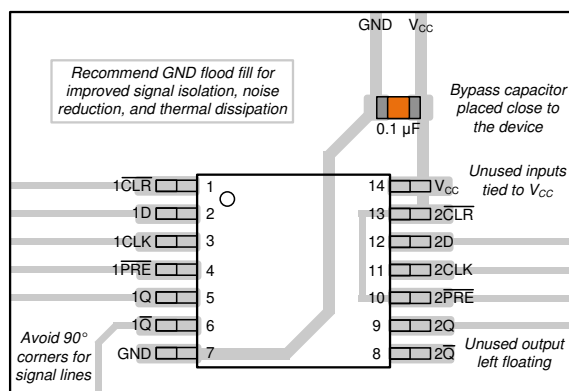 GND VCC
Recommend GND flood fill for
improved signal isolation, noise
reduction, and thermal dissipation
Bypass capacitor
placed close to
the device
0.1 µF
Unused inputs
tied to VCC
1CLR 1 14 VCC
1D 2 13 2CLR
1CLK 3 12 2D
1PRE 4 11 2CLK
1Q 5 10 2PRE
1Q̅ 6 9 2Q
GND 7 8 2Q̅
Avoid 90°
corners for
signal lines
Unused output
left floating